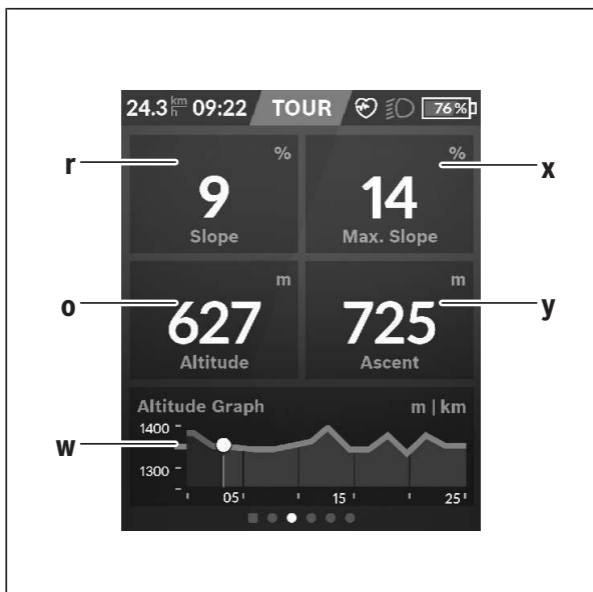 24.3 km/h 09:22 TOUR 76%
r % % x
9 14
Slope Max. Slope
o m m y
627 725
Altitude Ascent
Altitude Graph m | km
w 1400
1300
05 15 25